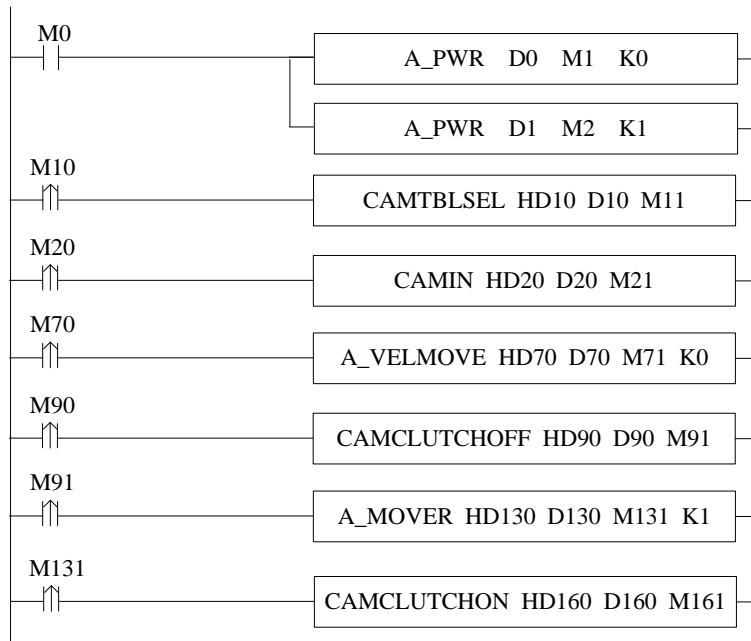 M0
A_PWR D0 M1 K0
A_PWR D1 M2 K1
M10
CAMTBLSEL HD10 D10 M11
M20
CAMIN HD20 D20 M21
M70
A_VELMOVE HD70 D70 M71 K0
M90
CAMCLUTCHOFF HD90 D90 M91
M91
A_MOVER HD130 D130 M131 K1
M131
CAMCLUTCHON HD160 D160 M161